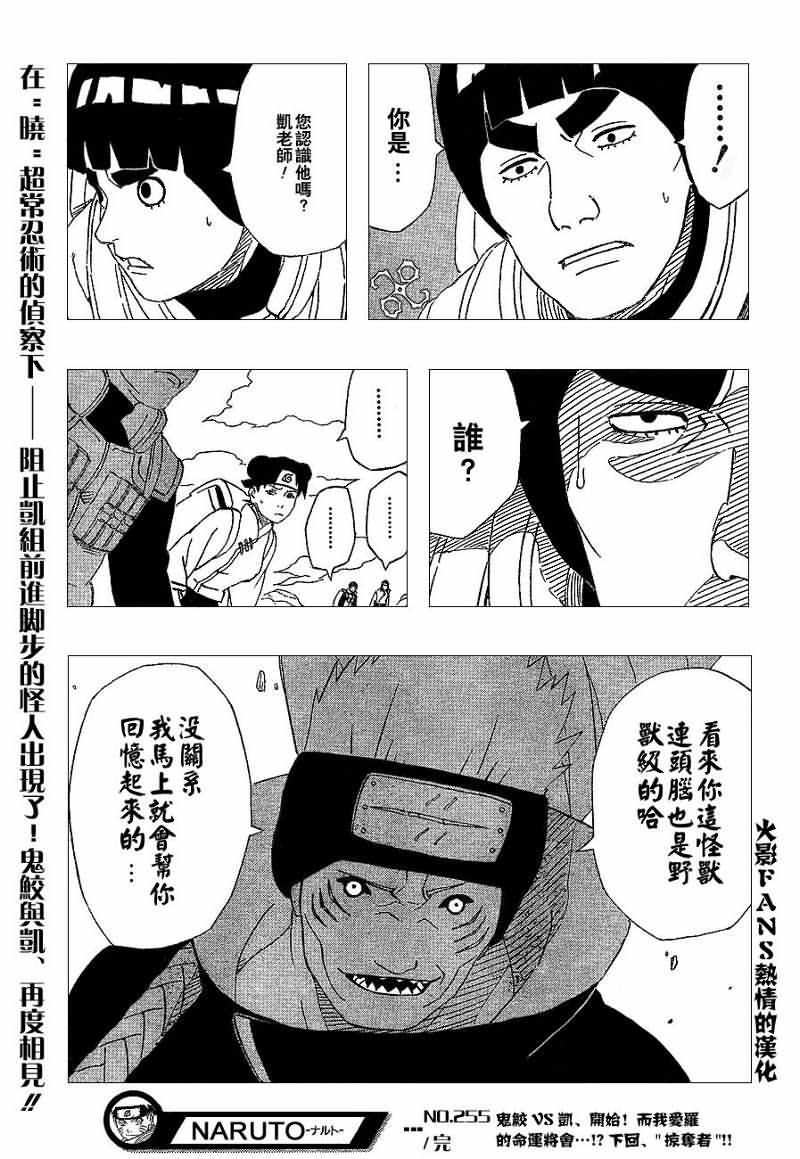 ……！
你是…
您認識他嗎？
凱老師！
誰？
……
……
……
看來你這怪獸
連頭腦也是野
獸級的哈
沒關系
我馬上就會幫你
回憶起來的…
在〝曉〞超常忍術的偵察下——阻止凱組前進脚步的怪人出現了！鬼鮫與凱、再度相見!!
火影FANS熱情的漢化
NARUTO-ナルト-
NO.255
…/完
鬼鮫 VS 凱、開始！而我愛羅
的命運將會…!? 下回、"掠奪者"!!